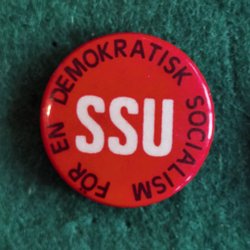 FÖR EN DEMOKRATISK SOCIALISM
SSU